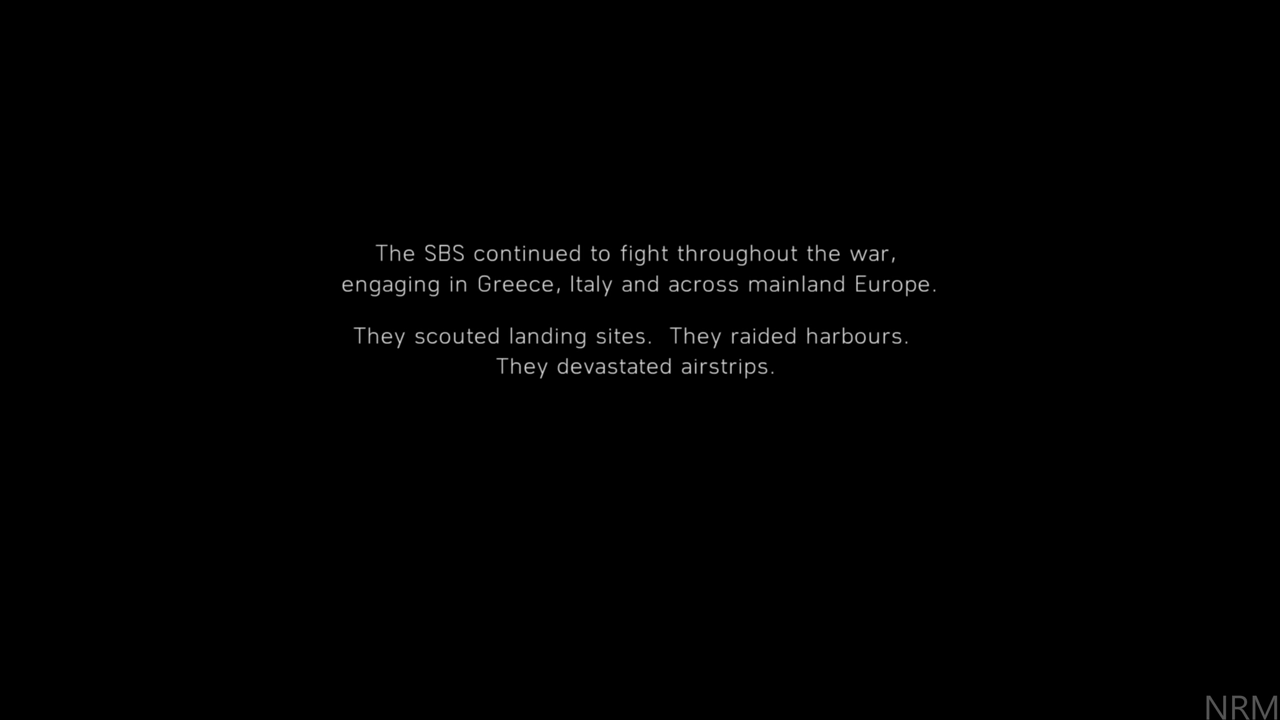 The SBS continued to fight throughout the war,
engaging in Greece, Italy and across mainland Europe.
They scouted landing sites.  They raided harbours.
They devastated airstrips.
NRM